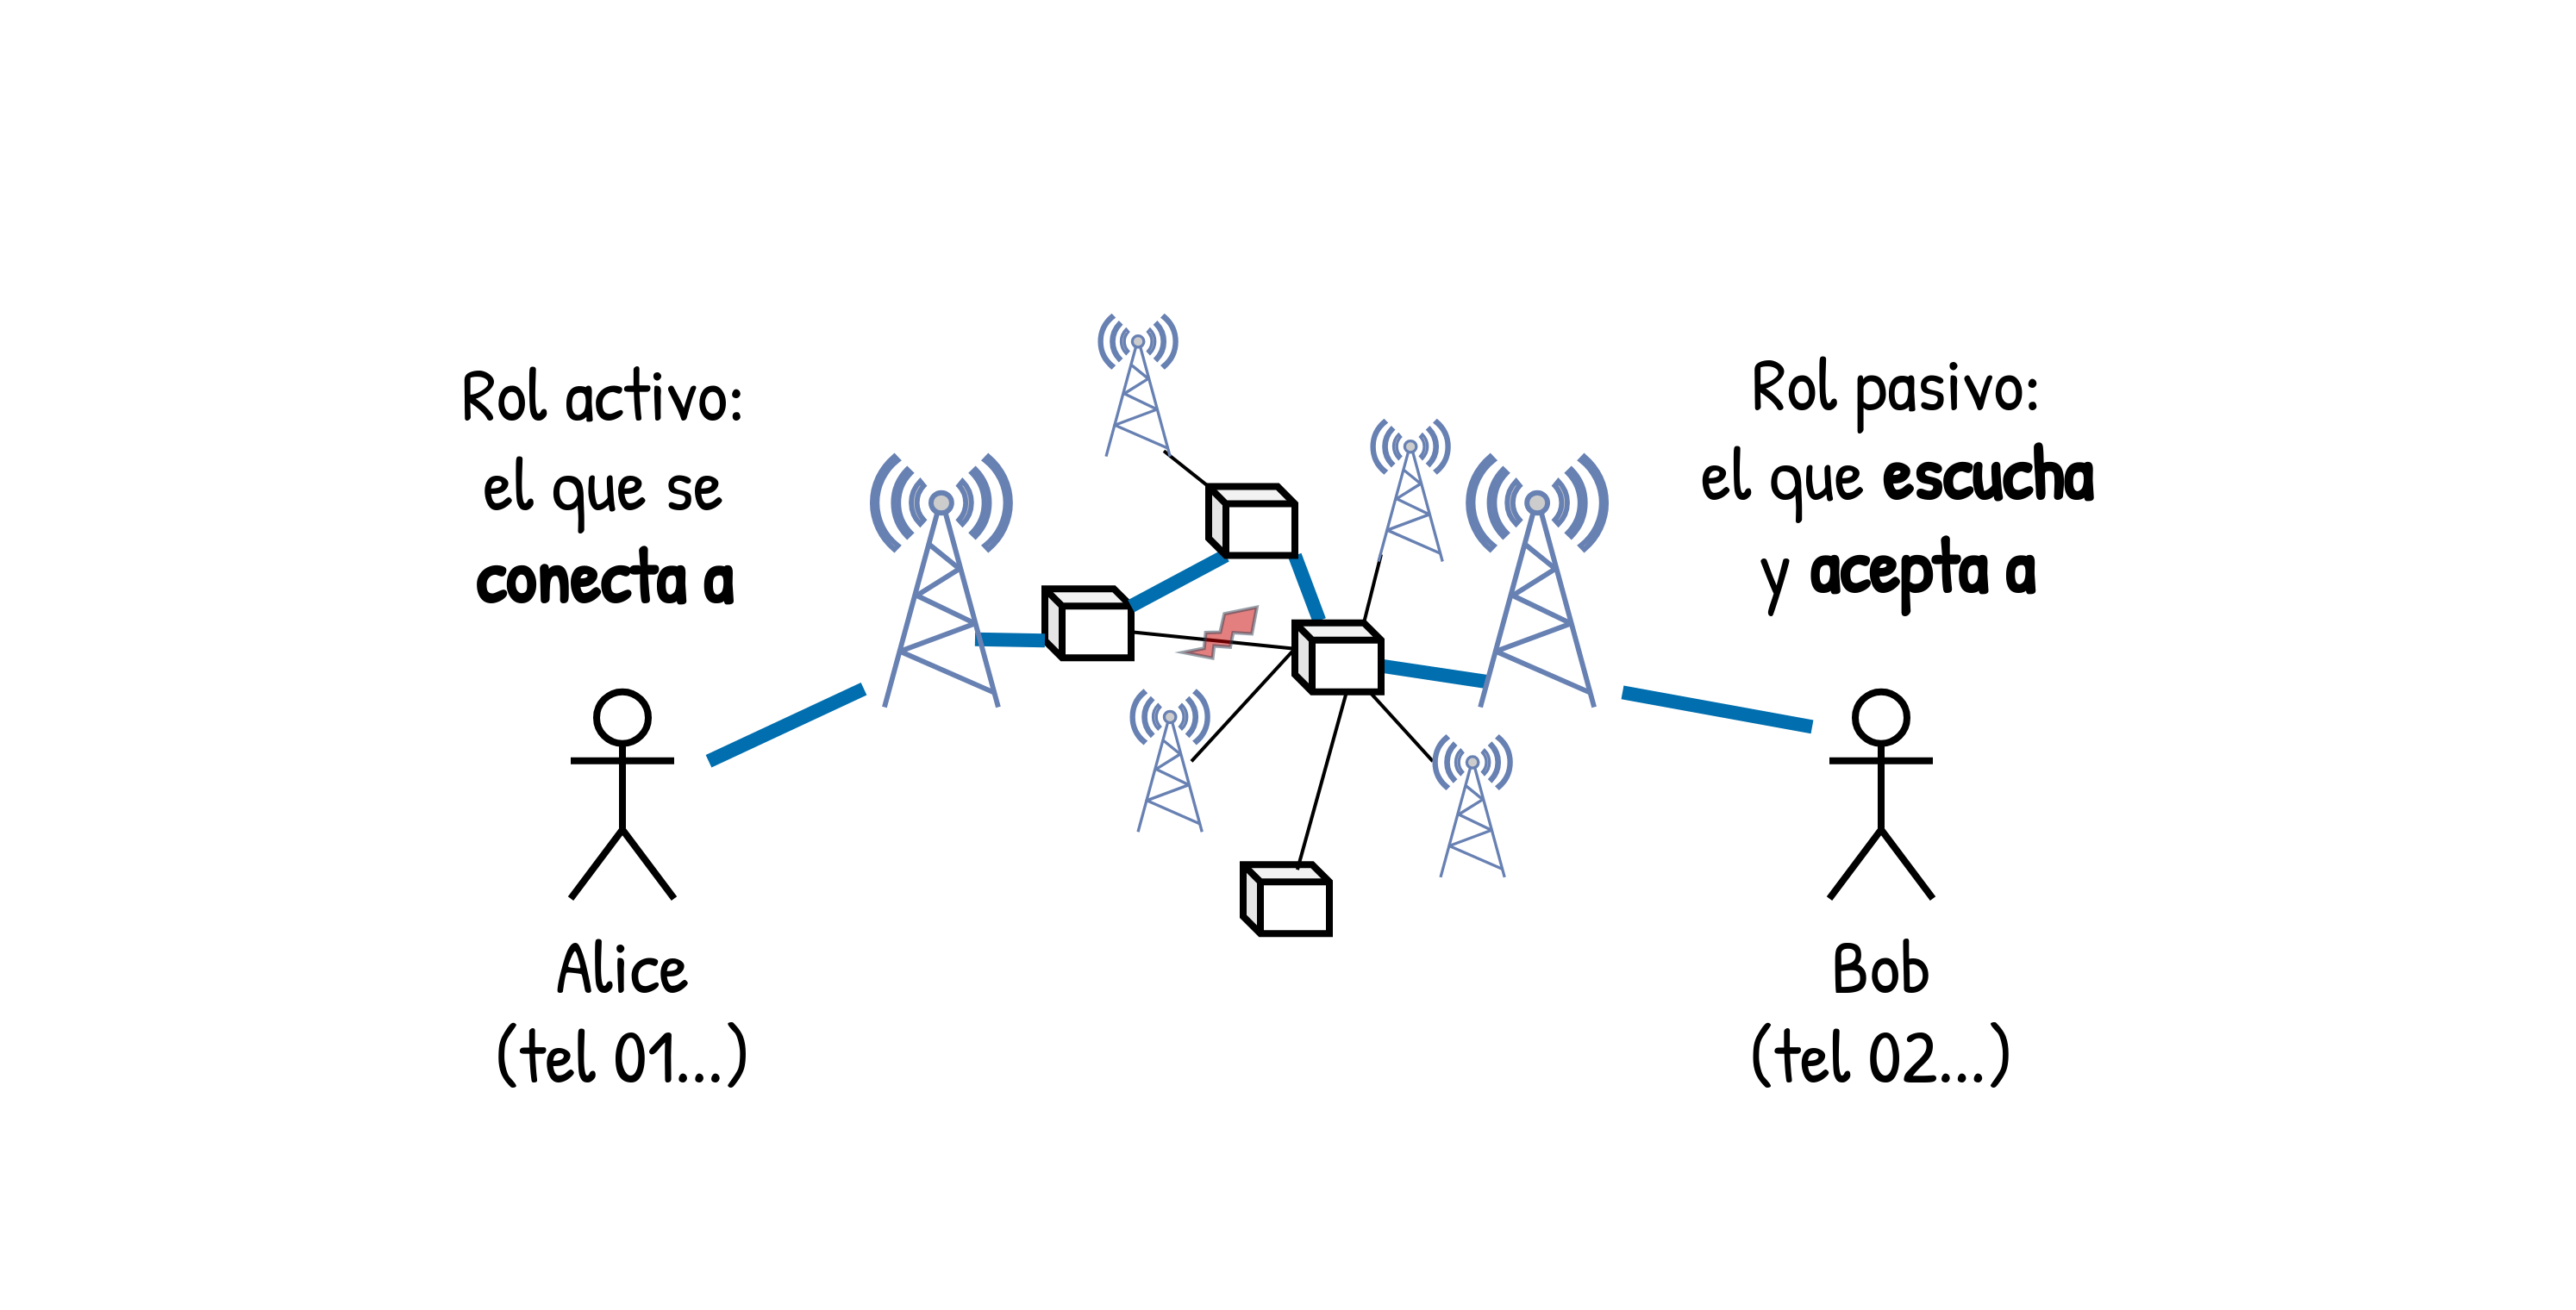 Rol activo:
el que se
conecta a
Rol pasivo:
el que escucha
y acepta a
Alice
(tel 01...)
Bob
(tel 02...)